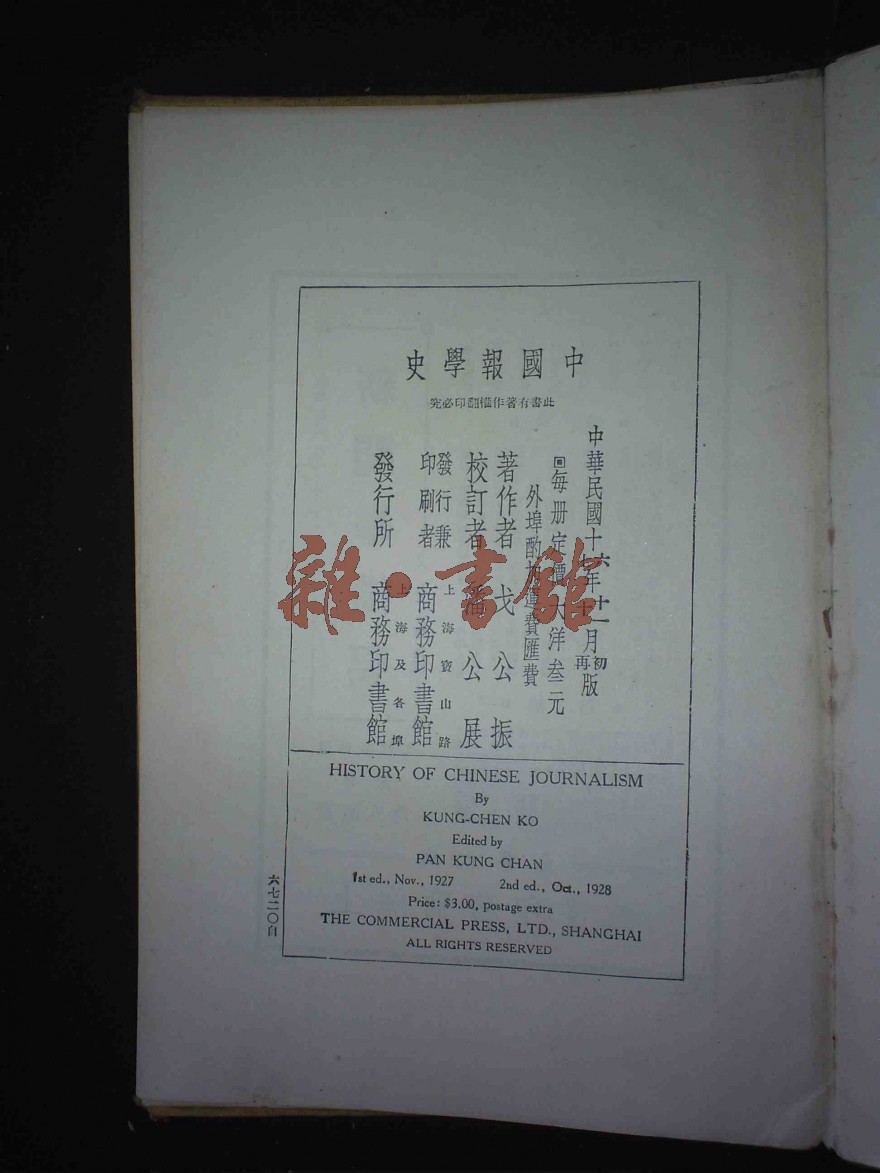 中國報學史
此書有著作權翻印必究
中華民國十六年十一月初版
七年十月再
回每册定價大洋叁元
外埠酌加運費匯費
著作者 戈公振
校訂者 潘公展
發行兼印刷者 上海寶山路 商務印書館
發行所 上海及各埠 商務印書館
雜·書館
HISTORY OF CHINESE JOURNALISM
By
KUNG-CHEN KO
Edited by
PAN KUNG CHAN
1st ed., Nov., 1927 2nd ed., Oct., 1928
Price: $3.00, postage extra
THE COMMERCIAL PRESS, LTD., SHANGHAI
ALL RIGHTS RESERVED
六七二〇自